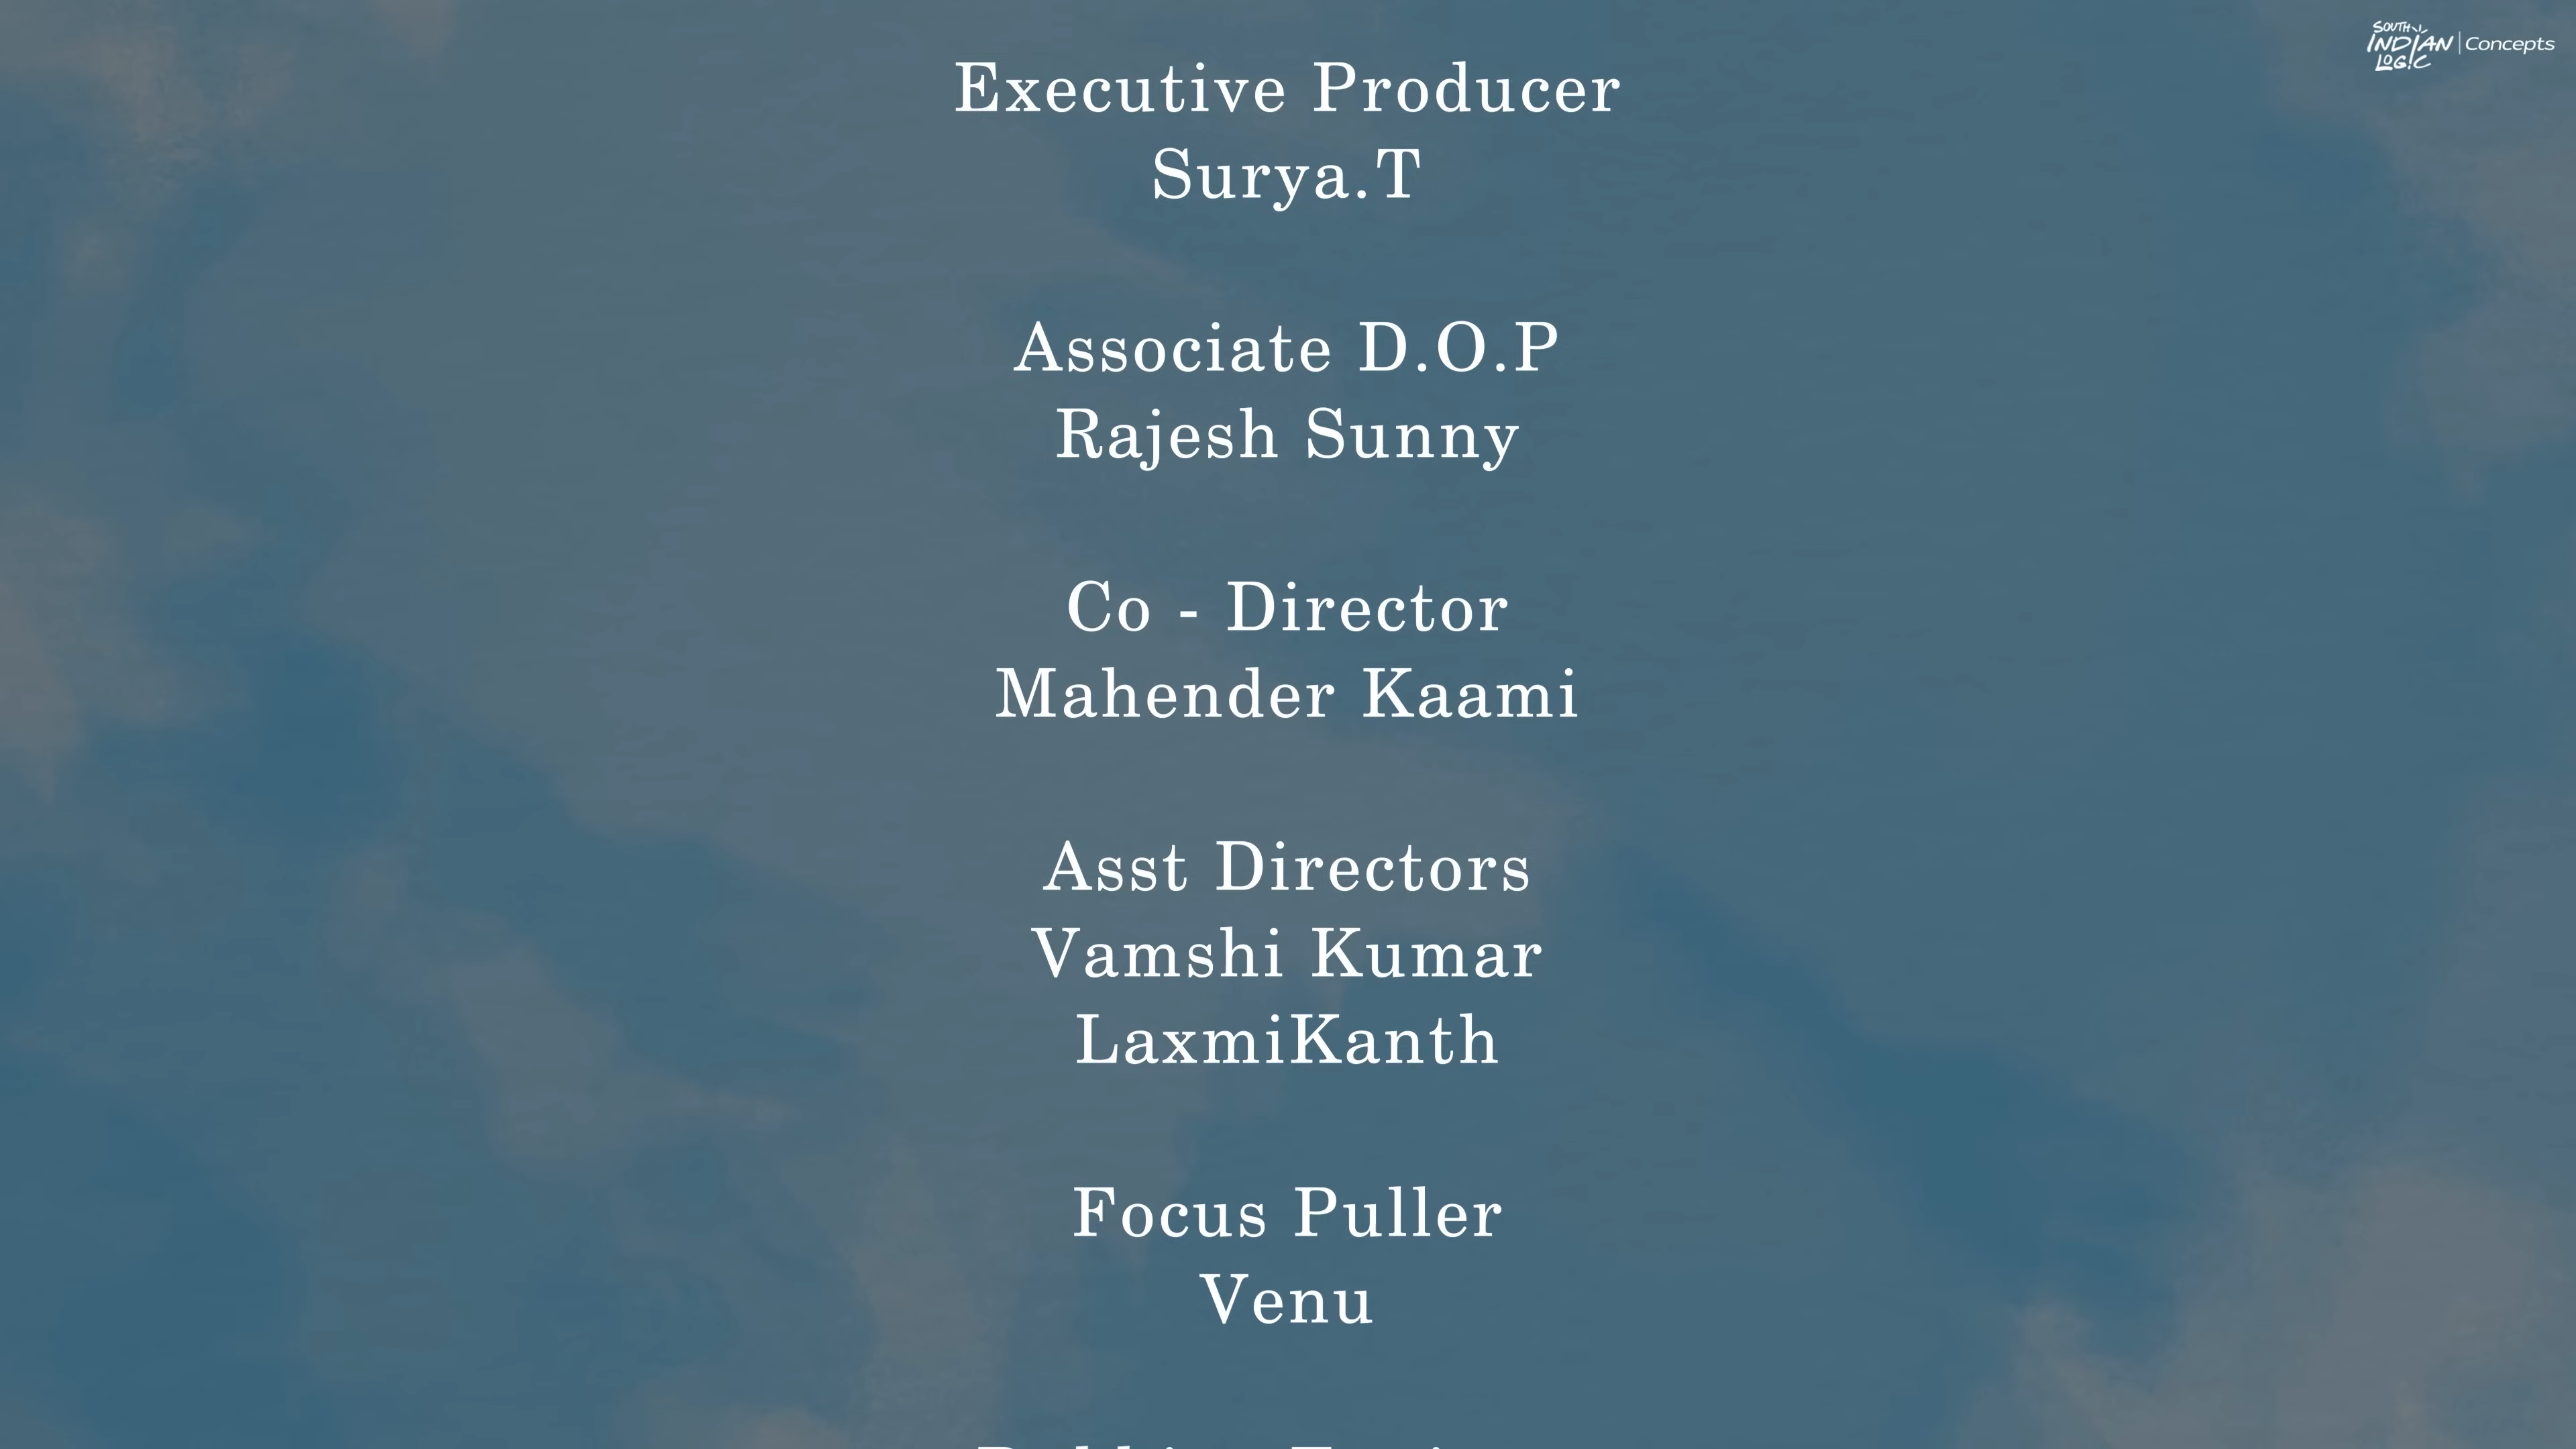 SOUTH
INDIAN | Concepts
LOGIC
Executive Producer
Surya.T
Associate D.O.P
Rajesh Sunny
Co - Director
Mahender Kaami
Asst Directors
Vamshi Kumar
LaxmiKanth
Focus Puller
Venu